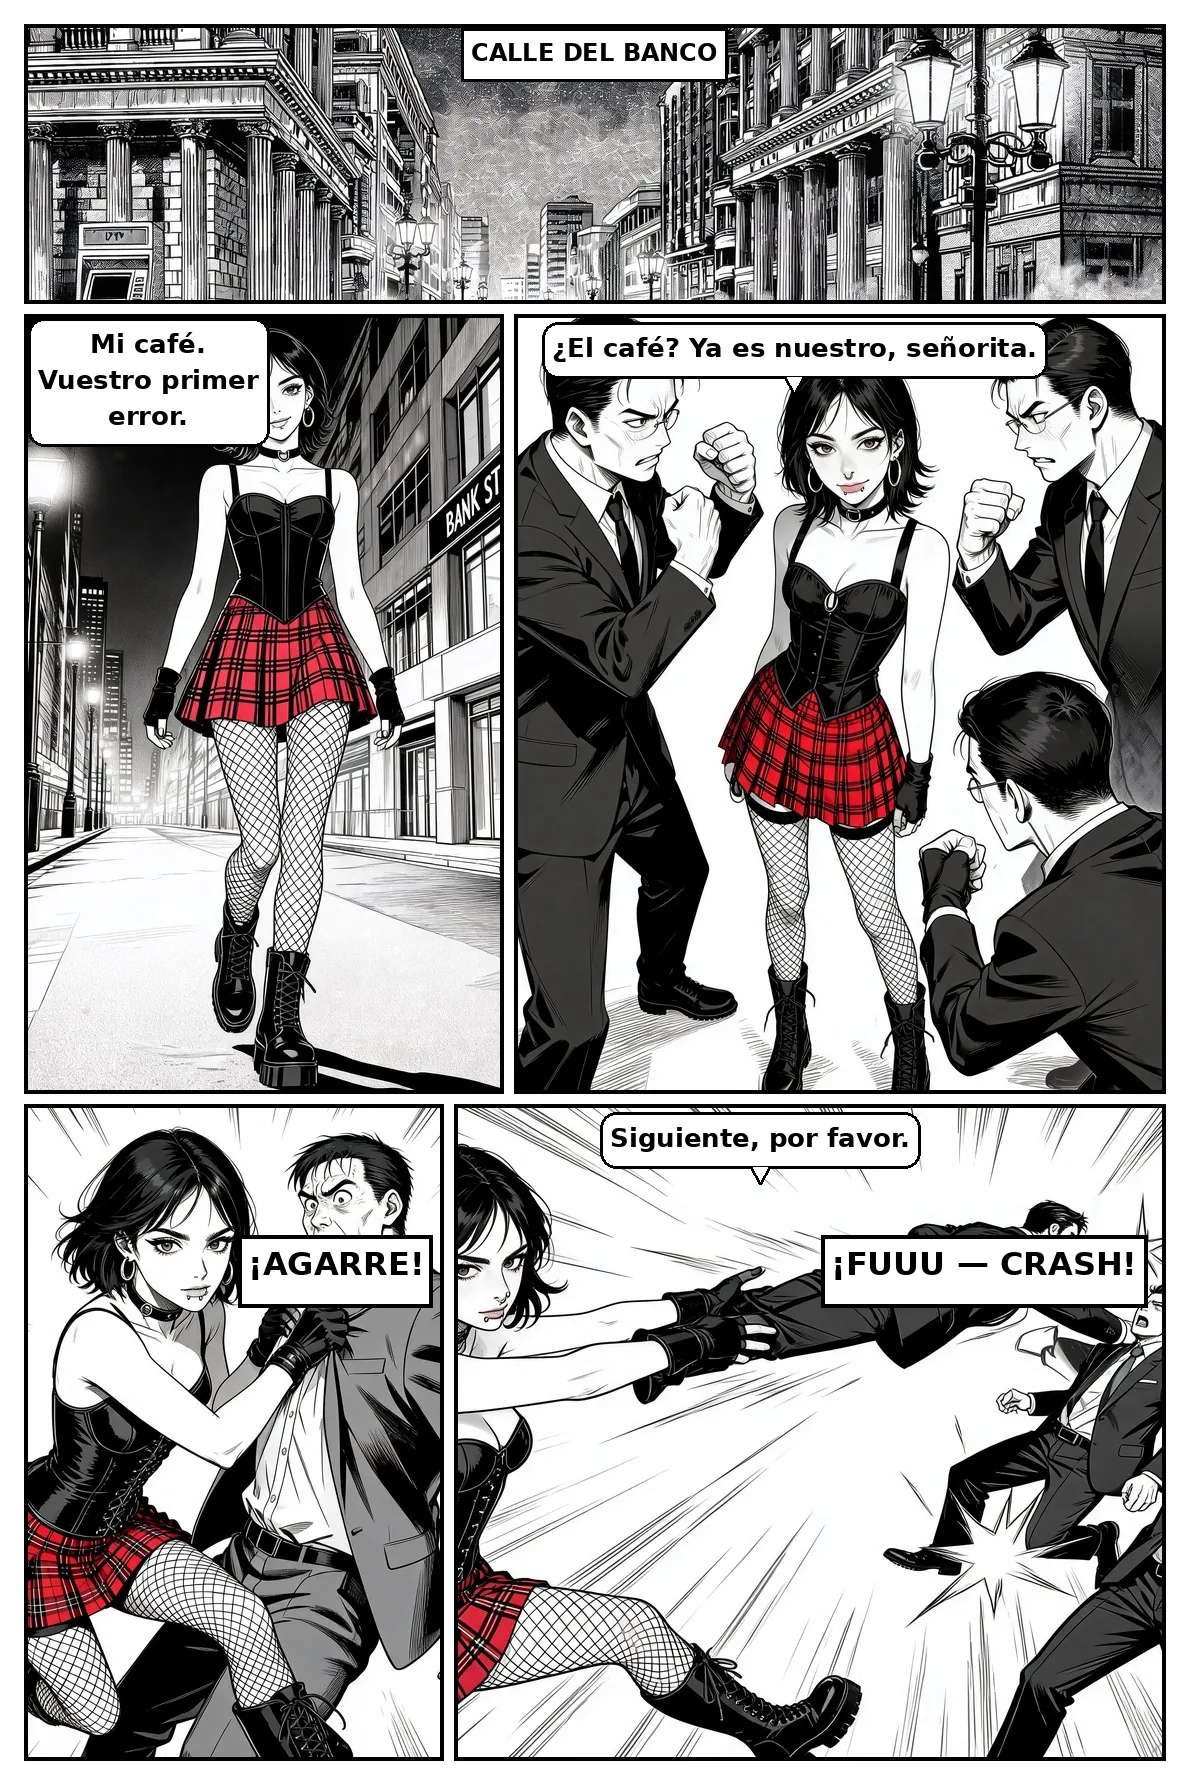 CALLE DEL BANCO
Mi café.
Vuestro primer
error.
BANK ST
¿El café? Ya es nuestro, señorita.
¡AGARRE!
Siguiente, por favor.
¡FUUU — CRASH!